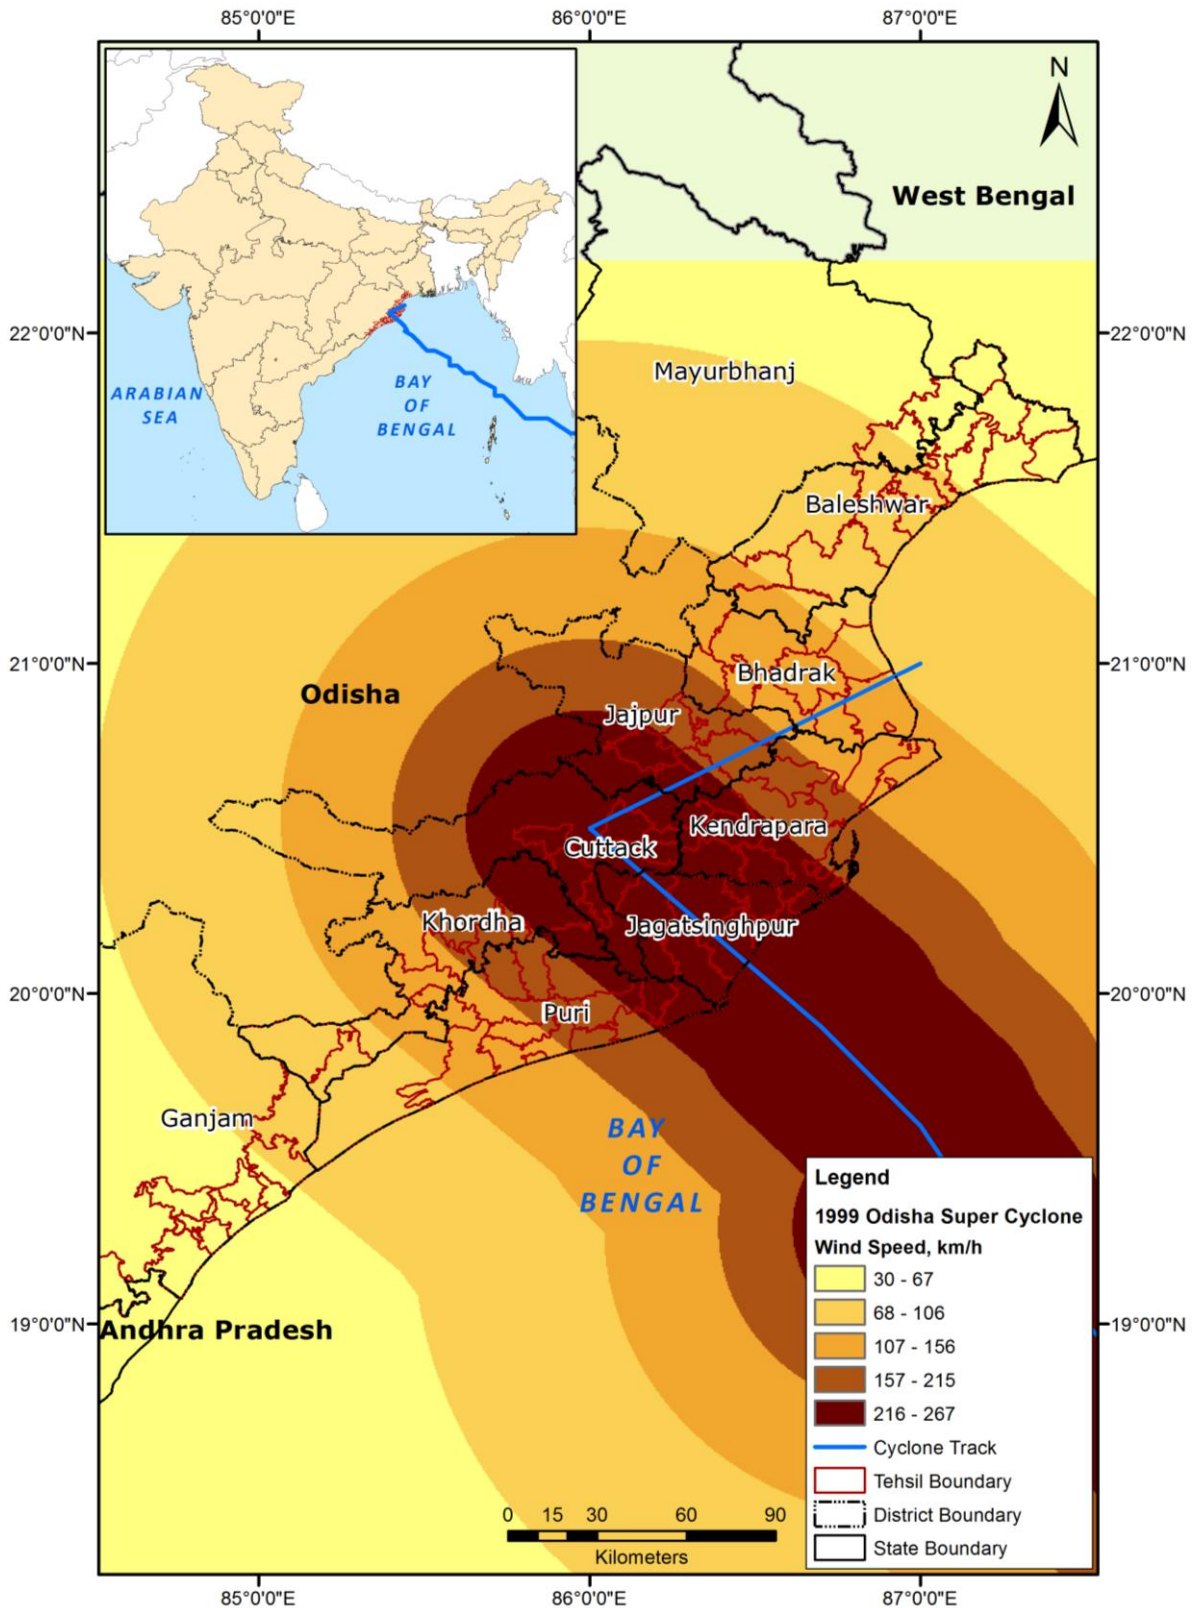 85°0'0"E 86°0'0"E 87°0'0"E
N
West Bengal
22°0'0"N 22°0'0"N
Mayurbhanj
ARABIAN
SEA
BAY
OF
BENGAL
Baleshwar
21°0'0"N 21°0'0"N
Bhadrak
Odisha
Jajpur
Kendrapara
Cuttack
Khordha
Jagatsinghpur
20°0'0"N 20°0'0"N
Puri
Ganjam
BAY
OF
BENGAL
Legend
1999 Odisha Super Cyclone
Wind Speed, km/h
30 - 67
68 - 106
107 - 156
157 - 215
216 - 267
Cyclone Track
Tehsil Boundary
District Boundary
State Boundary
19°0'0"N 19°0'0"N
Andhra Pradesh
0 15 30 60 90
Kilometers
85°0'0"E 86°0'0"E 87°0'0"E